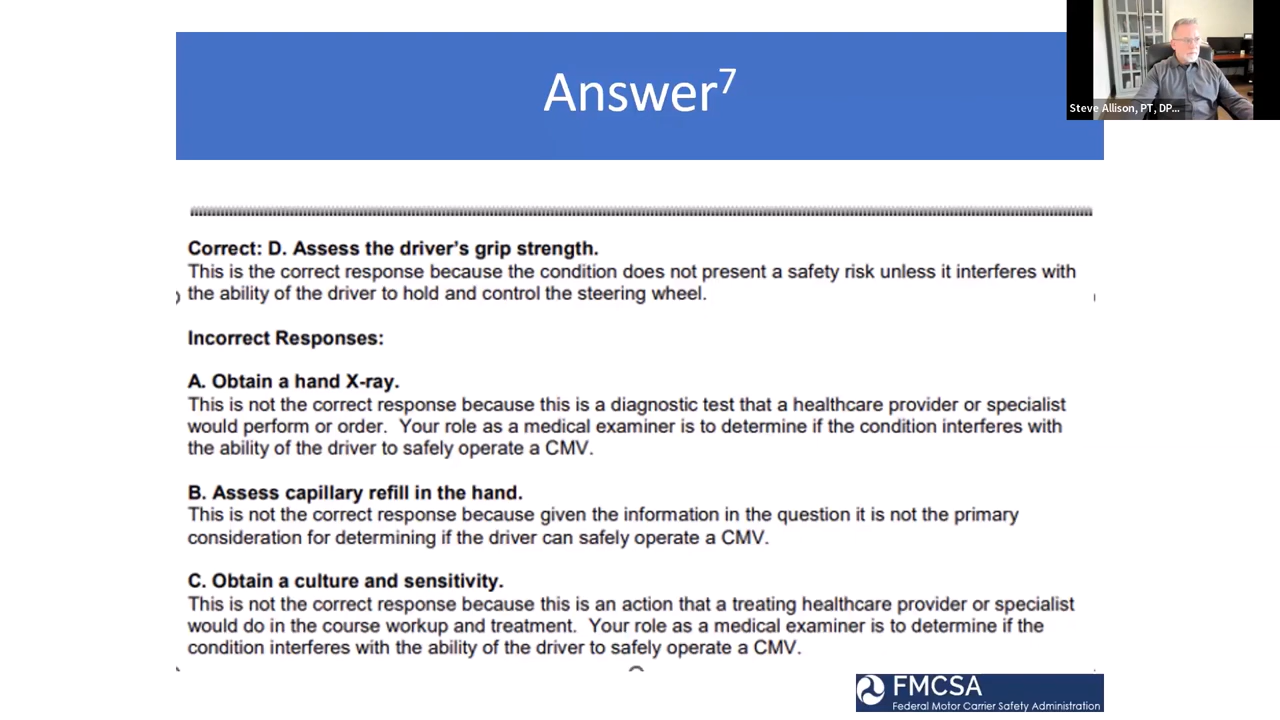 Answer7
Steve Allison, PT, DP...
Correct: D. Assess the driver's grip strength.
This is the correct response because the condition does not present a safety risk unless it interferes with
the ability of the driver to hold and control the steering wheel.
Incorrect Responses:
A. Obtain a hand X-ray.
This is not the correct response because this is a diagnostic test that a healthcare provider or specialist
would perform or order.  Your role as a medical examiner is to determine if the condition interferes with
the ability of the driver to safely operate a CMV.
B. Assess capillary refill in the hand.
This is not the correct response because given the information in the question it is not the primary
consideration for determining if the driver can safely operate a CMV.
C. Obtain a culture and sensitivity.
This is not the correct response because this is an action that a treating healthcare provider or specialist
would do in the course workup and treatment.  Your role as a medical examiner is to determine if the
condition interferes with the ability of the driver to safely operate a CMV.
FMCSA
Federal Motor Carrier Safety Administration